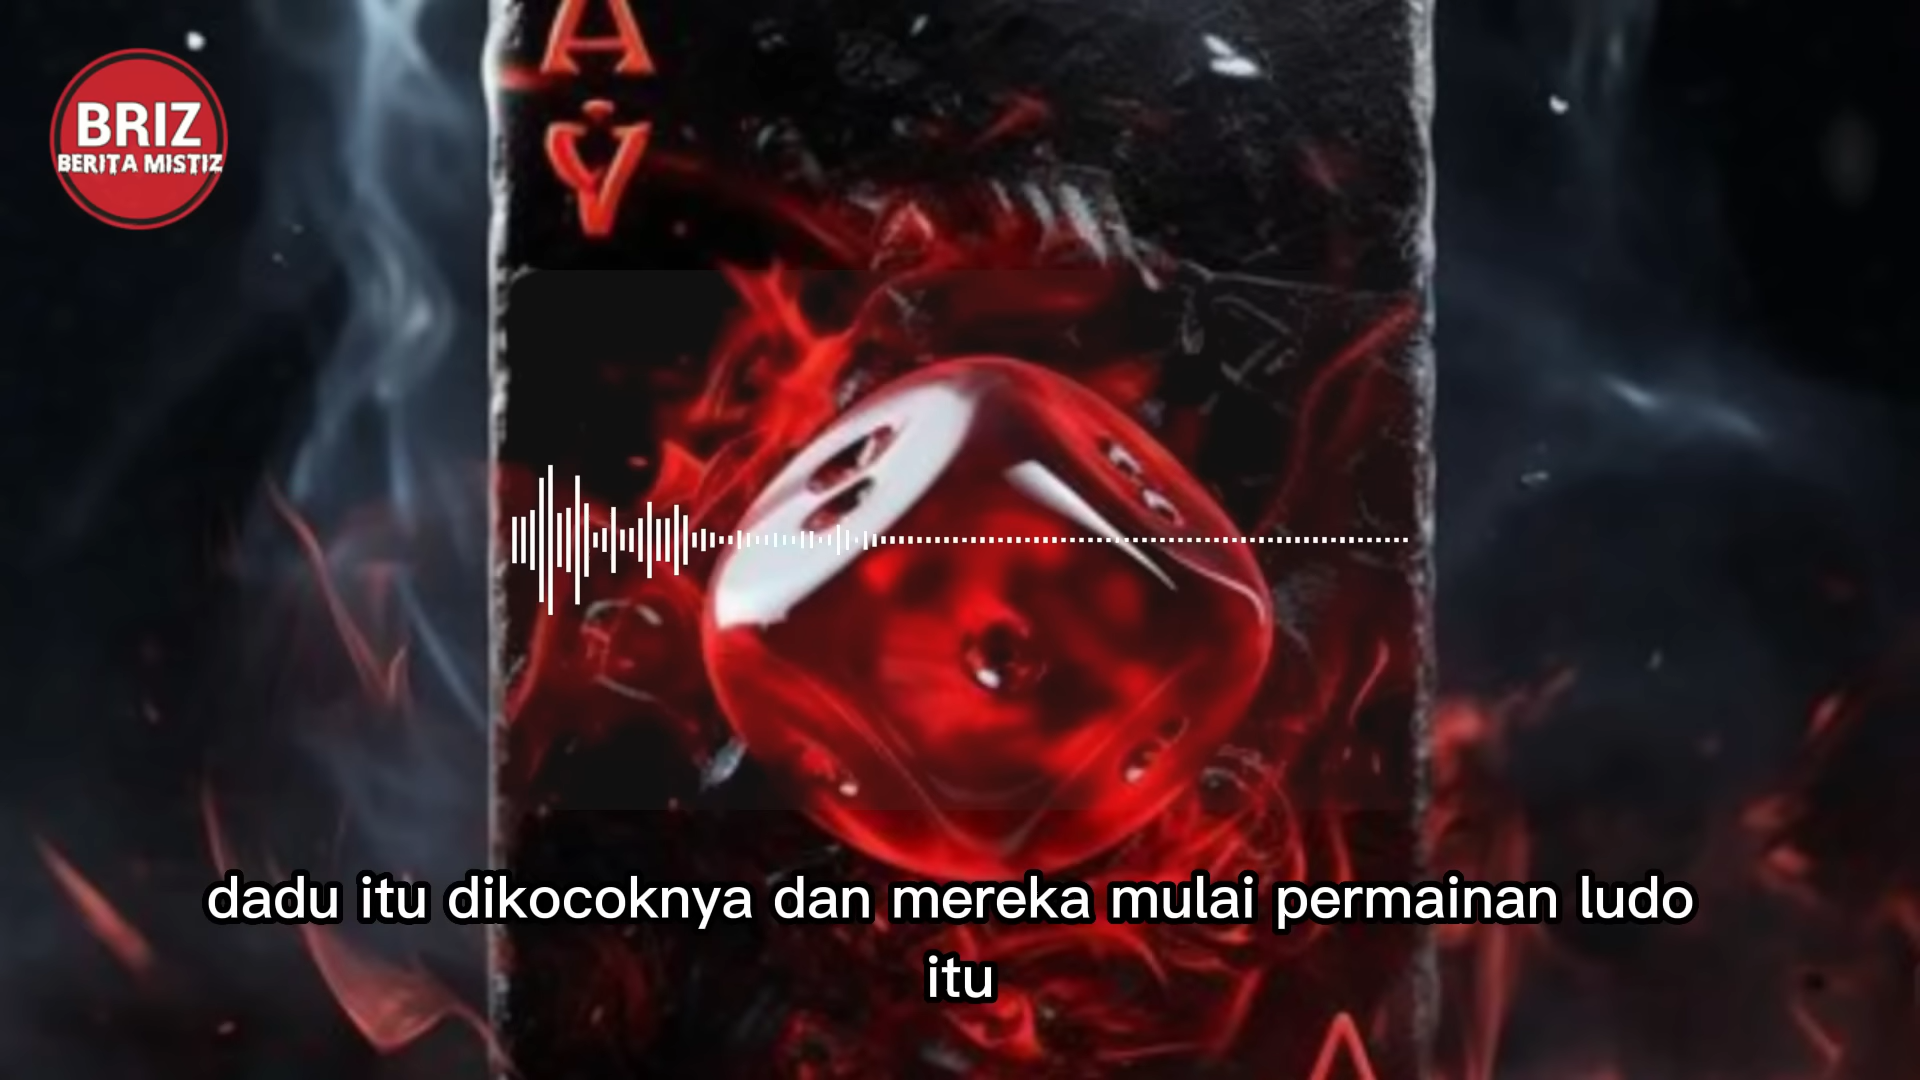 A
A
BRIZ
BERITA MISTIZ
dadu itu dikocoknya dan mereka mulai permainan ludo
itu
A